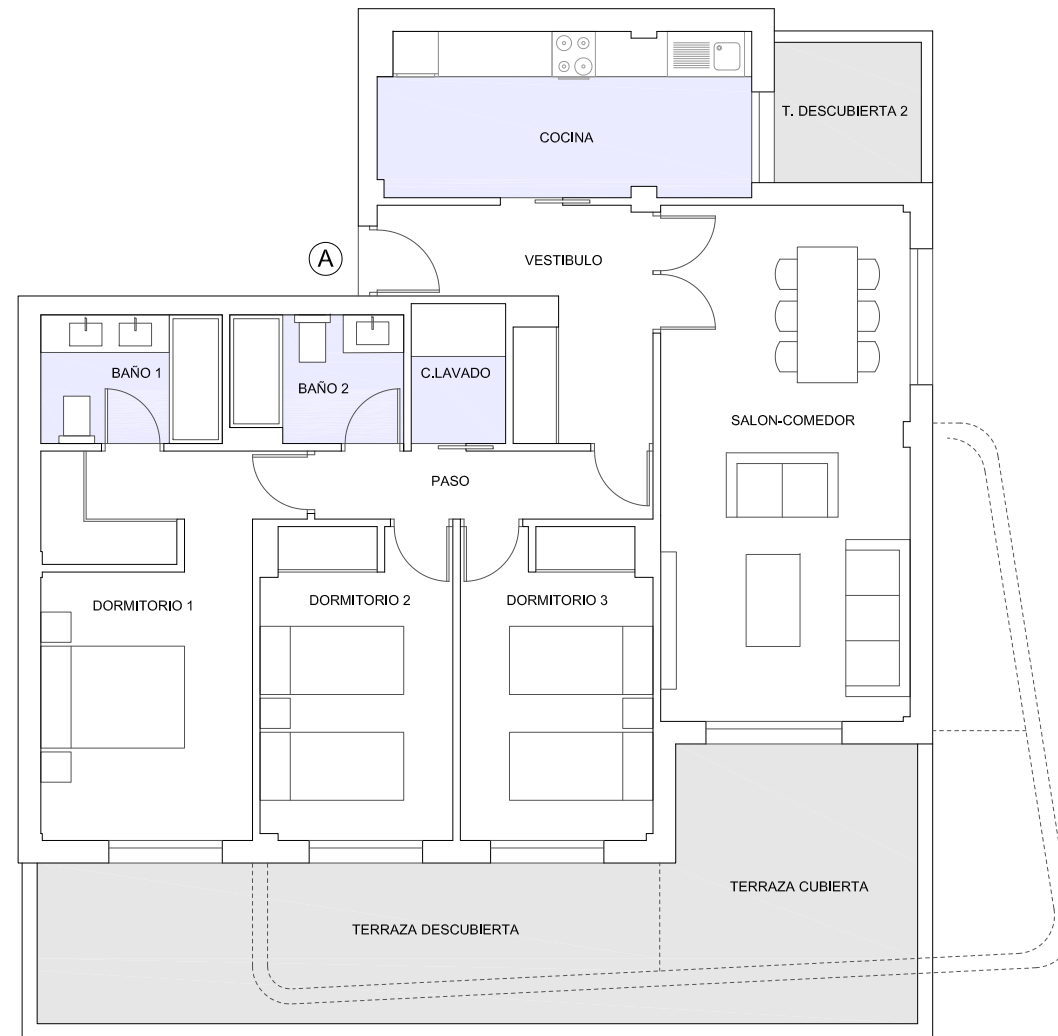 T. DESCUBIERTA 2
COCINA
A
VESTIBULO
BAÑO 1
BAÑO 2
C.LAVADO
SALON-COMEDOR
PASO
DORMITORIO 1
DORMITORIO 2
DORMITORIO 3
TERRAZA CUBIERTA
TERRAZA DESCUBIERTA